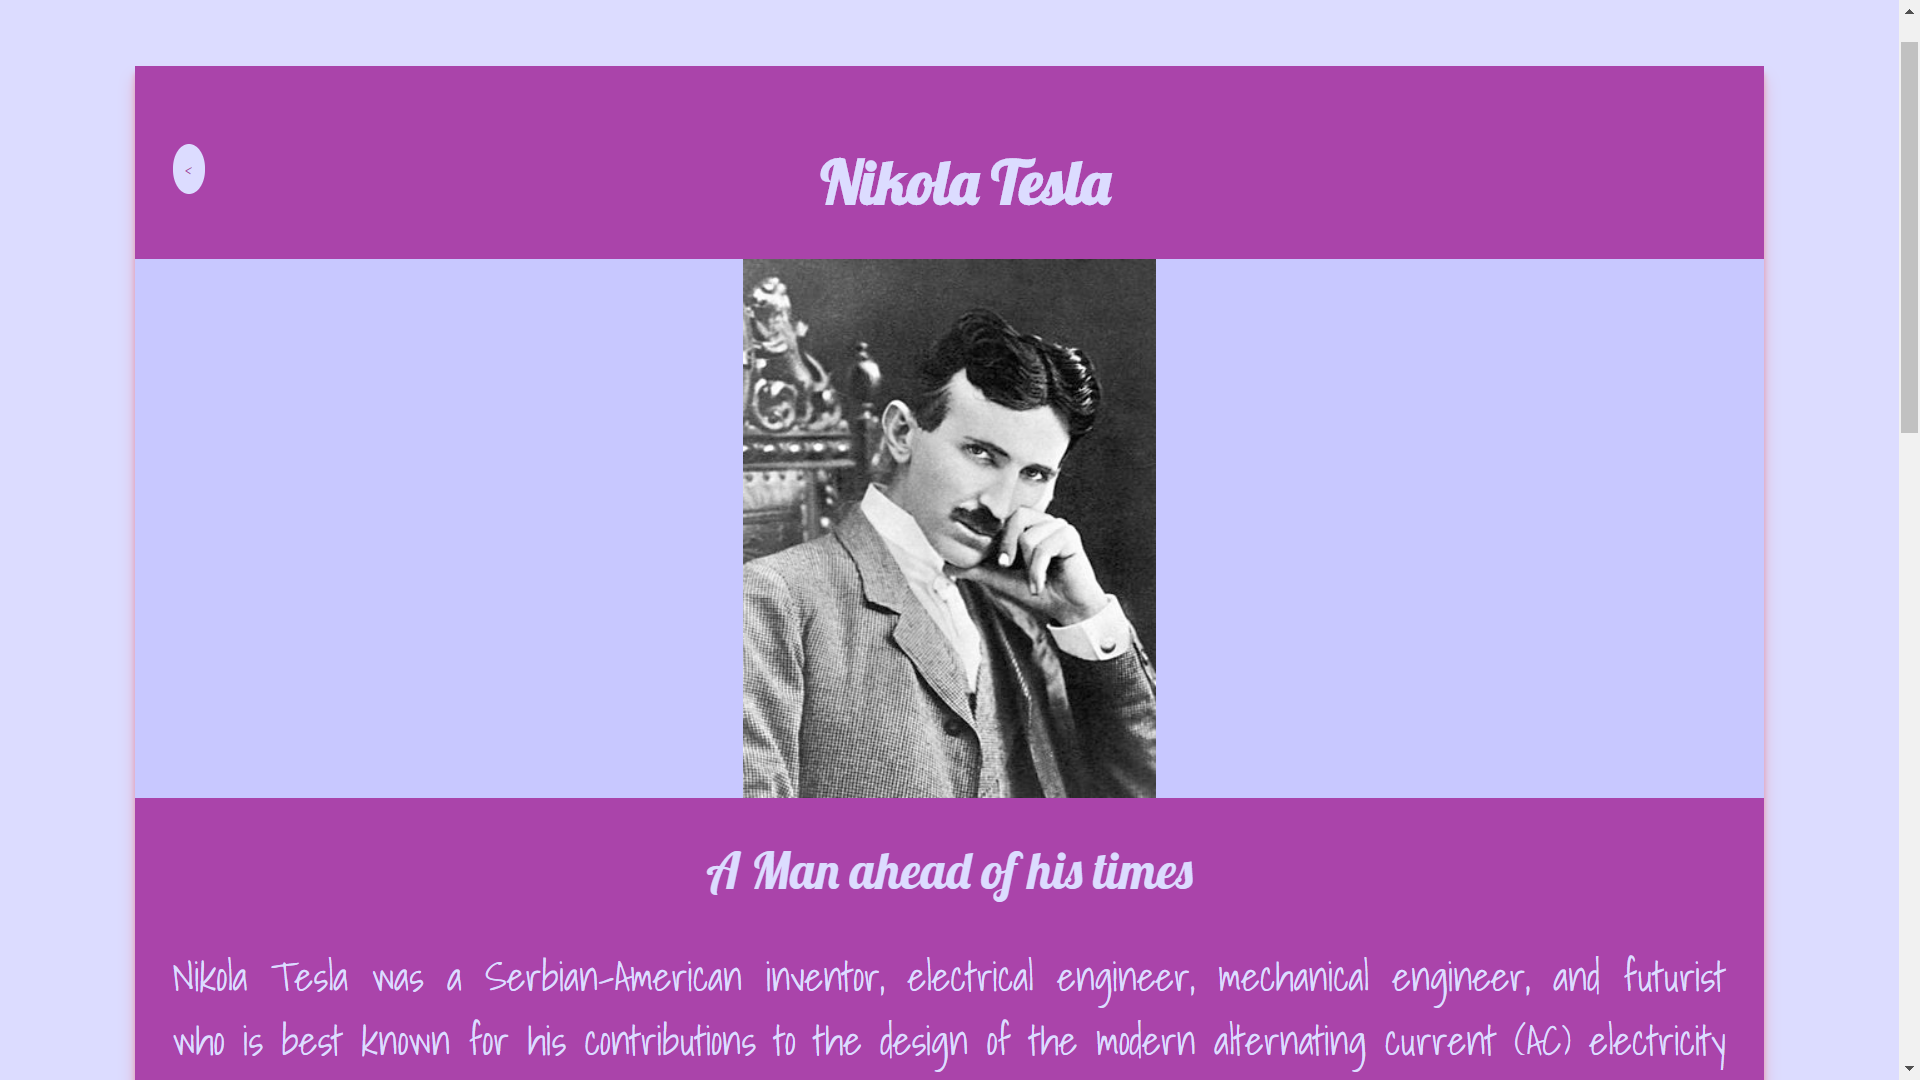 <
Nikola Tesla
A Man ahead of his times
Nikola Tesla was a Serbian-American inventor, electrical engineer, mechanical engineer, and futurist
who is best known for his contributions to the design of the modern alternating current (AC) electricity